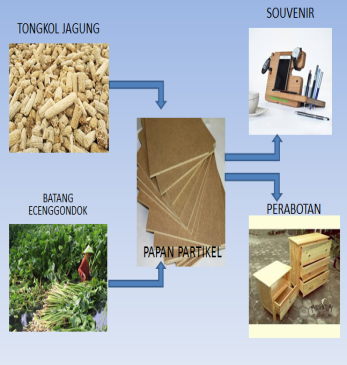 SOUVENIR
TONGKOL JAGUNG
BATANG
ECENGGONDOK
PAPAN PARTIKEL
PERABOTAN